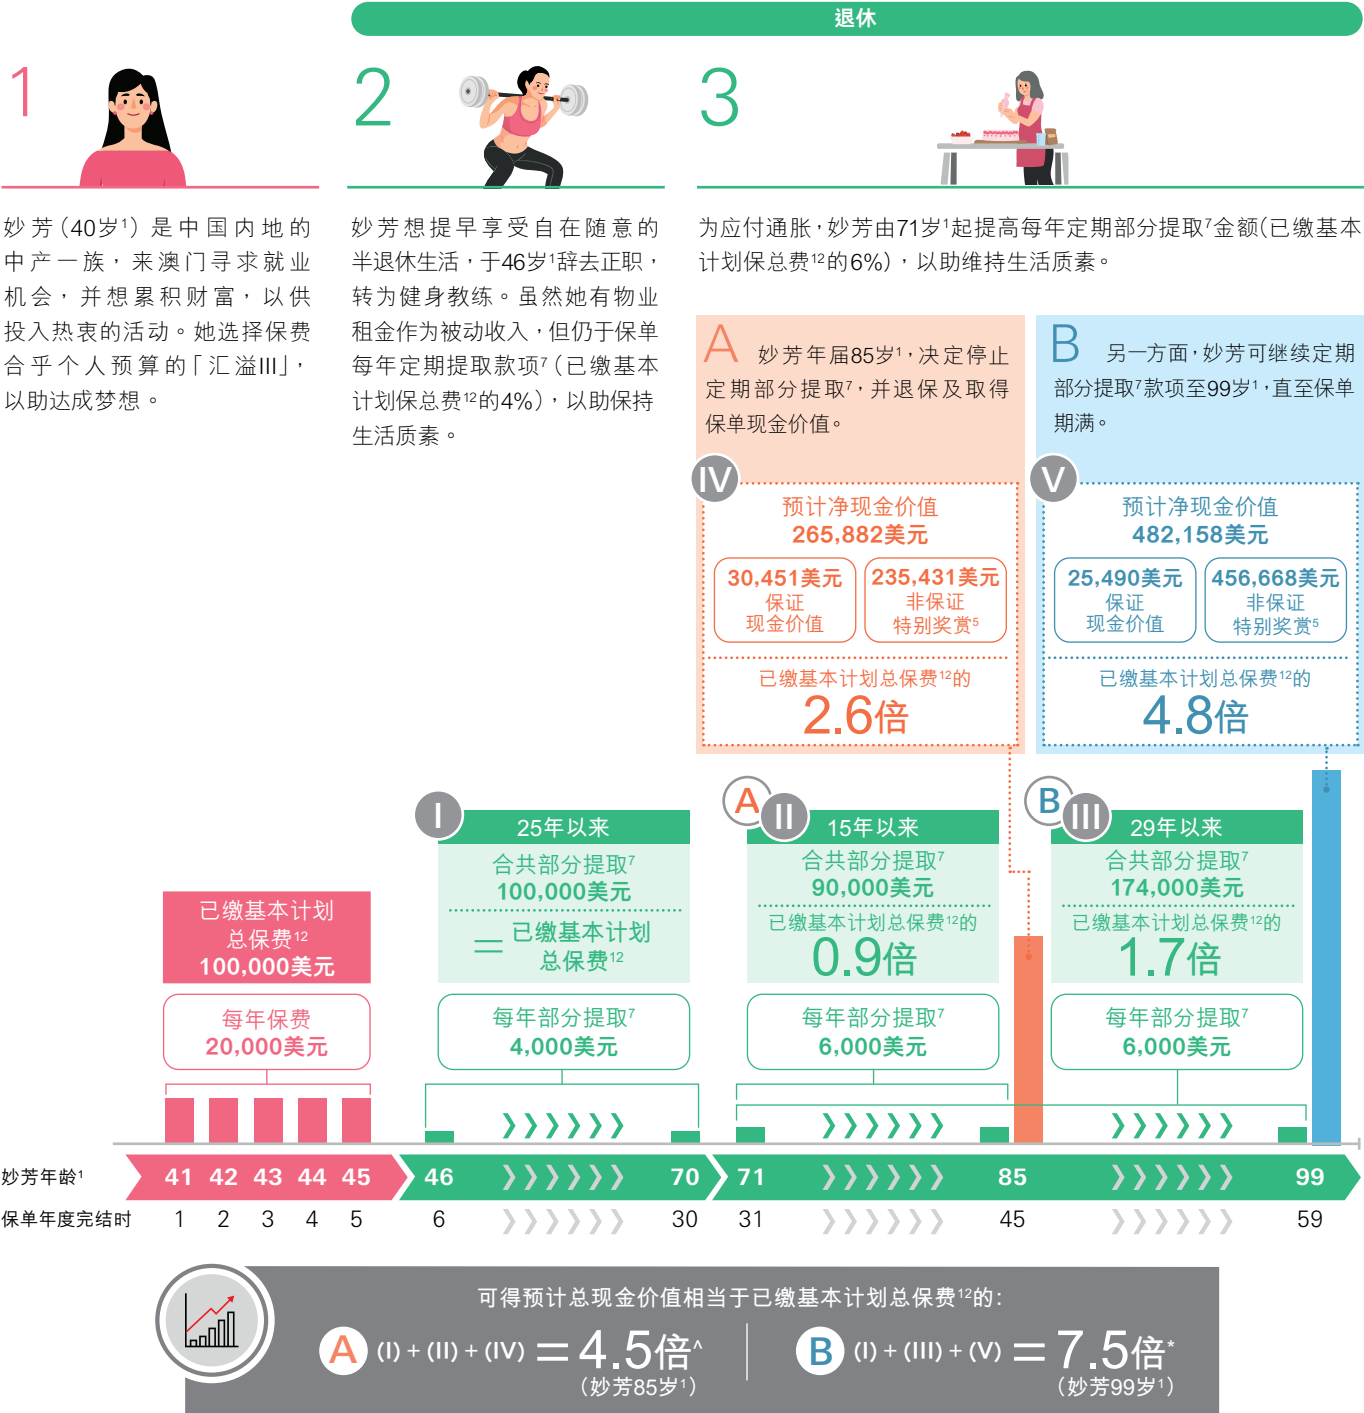 退休
1
妙芳（40岁¹）是中国内地的
中产一族，来澳门寻求就业
机会，并想累积财富，以供
投入热衷的活动。她选择保费
合乎个人预算的「汇溢III」，
以助达成梦想。
2
妙芳想提早享受自在随意的
半退休生活，于46岁¹辞去正职，
转为健身教练。虽然她有物业
租金作为被动收入，但仍于保单
每年定期提取款项⁷（已缴基本
计划保总费¹²的4%），以助保持
生活质素。
3
为应付通胀，妙芳由71岁¹起提高每年定期部分提取⁷金额（已缴基本
计划保总费¹²的6%），以助维持生活质素。
A 妙芳年届85岁¹，决定停止
定期部分提取⁷，并退保及取得
保单现金价值。
IV
预计净现金价值
265,882美元
30,451美元
保证
现金价值
235,431美元
非保证
特别奖赏⁵
已缴基本计划总保费¹²的
2.6倍
B 另一方面，妙芳可继续定期
部分提取⁷款项至99岁¹，直至保单
期满。
V
预计净现金价值
482,158美元
25,490美元
保证
现金价值
456,668美元
非保证
特别奖赏⁵
已缴基本计划总保费¹²的
4.8倍
已缴基本计划
总保费¹²
100,000美元
每年保费
20,000美元
I
25年以来
合共部分提取⁷
100,000美元
= 已缴基本计划
总保费¹²
每年部分提取⁷
4,000美元
A II
15年以来
合共部分提取⁷
90,000美元
已缴基本计划总保费¹²的
0.9倍
每年部分提取⁷
6,000美元
B III
29年以来
合共部分提取⁷
174,000美元
已缴基本计划总保费¹²的
1.7倍
每年部分提取⁷
6,000美元
妙芳年龄¹ 41 42 43 44 45 46 70 71 85 99
保单年度完结时 1 2 3 4 5 6 30 31 45 59
可得预计总现金价值相当于已缴基本计划总保费¹²的:
A (I) + (II) + (IV) = 4.5倍^
（妙芳85岁¹）
B (I) + (III) + (V) = 7.5倍*
（妙芳99岁¹）